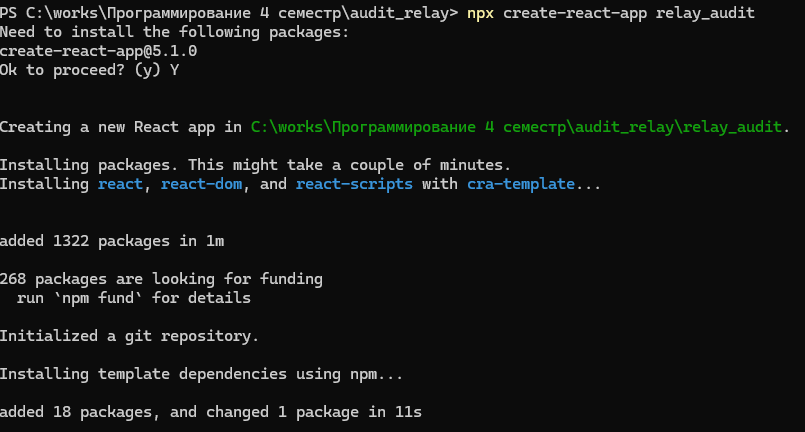 PS C:\works\Программирование 4 семестр\audit_relay> npx create-react-app relay_audit
Need to install the following packages:
create-react-app@5.1.0
Ok to proceed? (y) Y
Creating a new React app in C:\works\Программирование 4 семестр\audit_relay\relay_audit.
Installing packages. This might take a couple of minutes.
Installing react, react-dom, and react-scripts with cra-template...
added 1322 packages in 1m
268 packages are looking for funding
  run `npm fund` for details
Initialized a git repository.
Installing template dependencies using npm...
added 18 packages, and changed 1 package in 11s